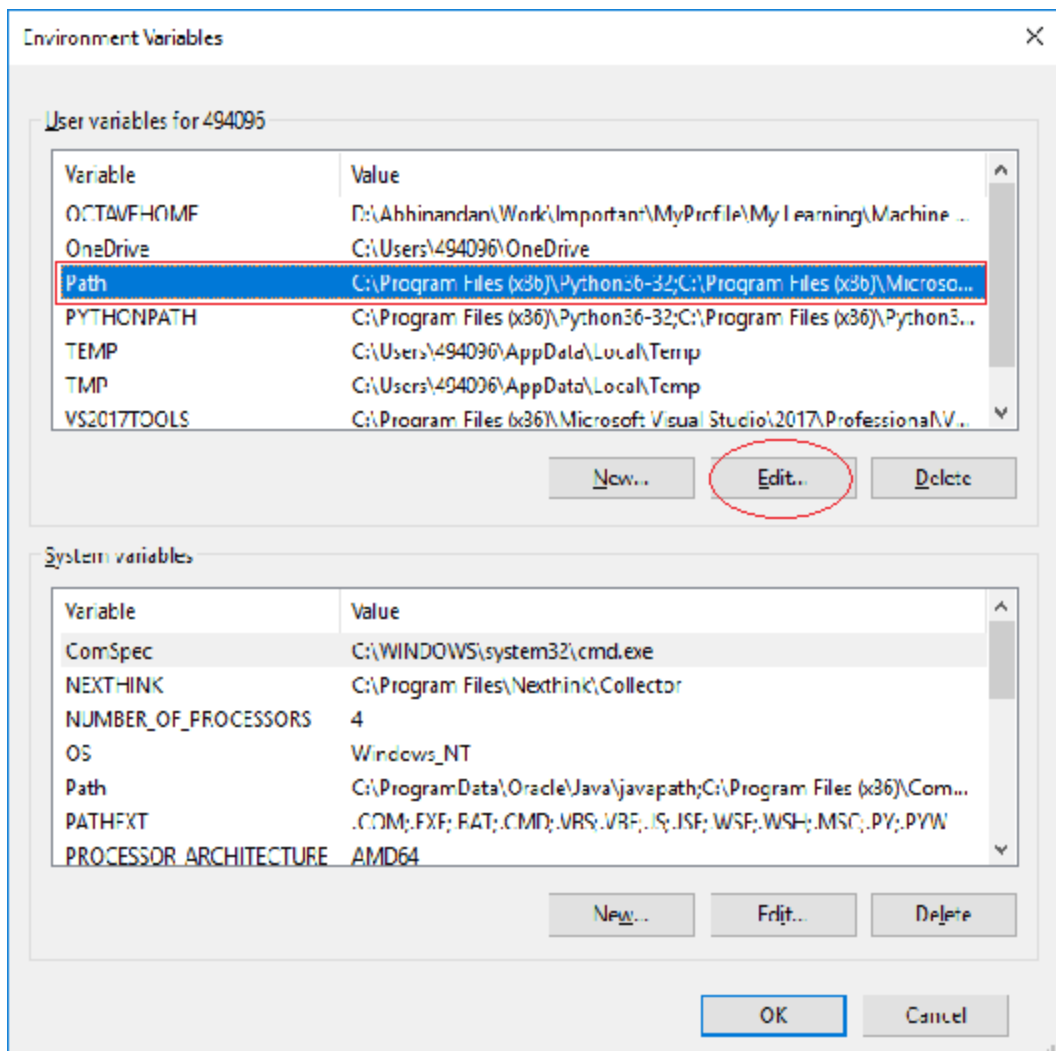 Environment Variables
User variables for 494096
Variable Value
OCTAVEHOME D:\Abhinandan\Work\Important\MyProfile\My Learning\Machine ...
OneDrive C:\Users\494096\OneDrive
Path C:\Program Files (x86)\Python36-32;C:\Program Files (x86)\Microso...
PYTHONPATH C:\Program Files (x86)\Python36-32;C:\Program Files (x86)\Python3...
TEMP C:\Users\494096\AppData\Local\Temp
TMP C:\Users\494096\AppData\Local\Temp
VS2017TOOLS C:\Program Files (x86)\Microsoft Visual Studio\2017\Professional\V...
New... Edit... Delete
System variables
Variable Value
ComSpec C:\WINDOWS\system32\cmd.exe
NEXTHINK C:\Program Files\Nexthink\Collector
NUMBER_OF_PROCESSORS 4
OS Windows_NT
Path C:\ProgramData\Oracle\Java\javapath;C:\Program Files (x86)\Com...
PATHEXT .COM;.EXE;.BAT;.CMD;.VBS;.VBE;.JS;.JSE;.WSF;.WSH;.MSC;.PY;.PYW
PROCESSOR_ARCHITECTURE AMD64
New... Edit... Delete
OK Cancel